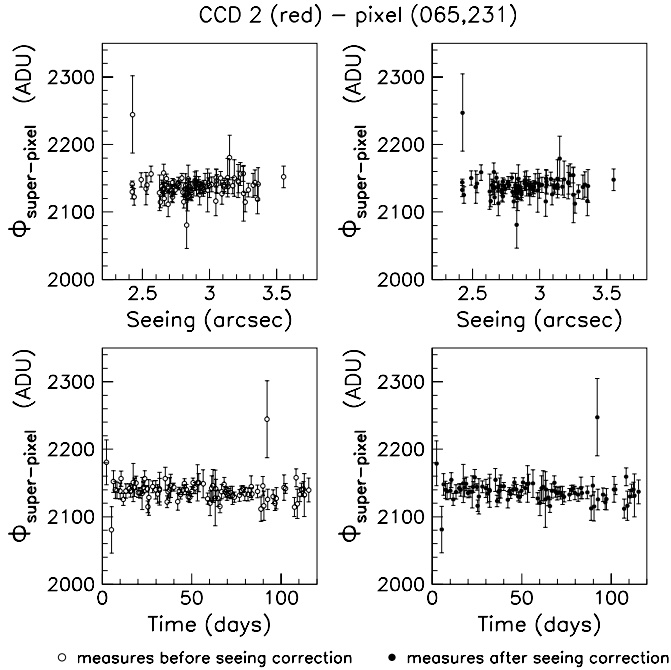 CCD 2 (red) – pixel (065,231)
ϕsuper–pixel (ADU)
2300
2200
2100
2000
2.5 3 3.5
Seeing (arcsec)
ϕsuper–pixel (ADU)
2300
2200
2100
2000
2.5 3 3.5
Seeing (arcsec)
ϕsuper–pixel (ADU)
2300
2200
2100
2000
0 50 100
Time (days)
ϕsuper–pixel (ADU)
2300
2200
2100
2000
0 50 100
Time (days)
○ measures before seeing correction ● measures after seeing correction